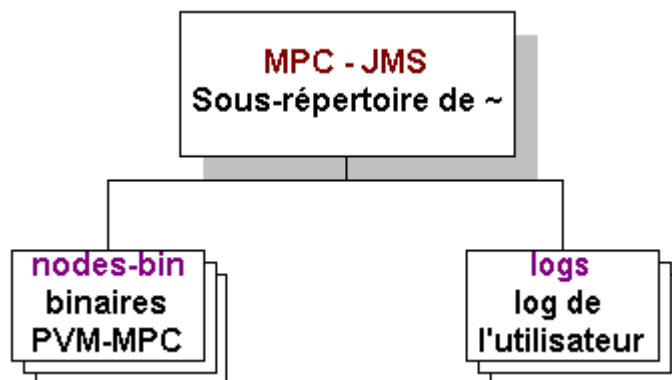 MPC - JMS
Sous-répertoire de ~
nodes-bin
binaires
PVM-MPC
logs
log de
l'utilisateur